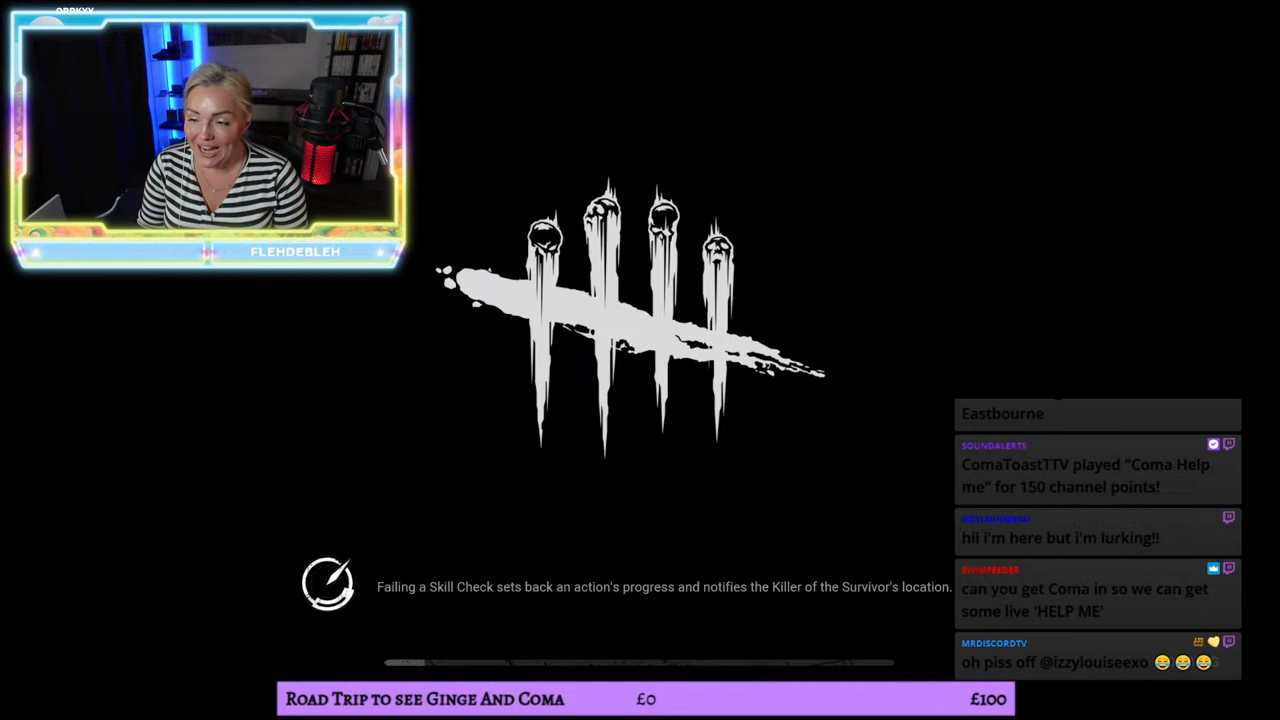 FLEHDEBLEH
Eastbourne
SOUNDALERTS
ComaToastTTV played "Coma Help
me" for 150 channel points!
hii i'm here but i'm lurking!!
SWIMFEEDER
can you get Coma in so we can get
some live 'HELP ME'
MRDISCORDTV
oh piss off @izzylouiseexo 😂 😂 😂
Failing a Skill Check sets back an action's progress and notifies the Killer of the Survivor's location.
ROAD TRIP TO SEE GINGE AND COMA £0 £100